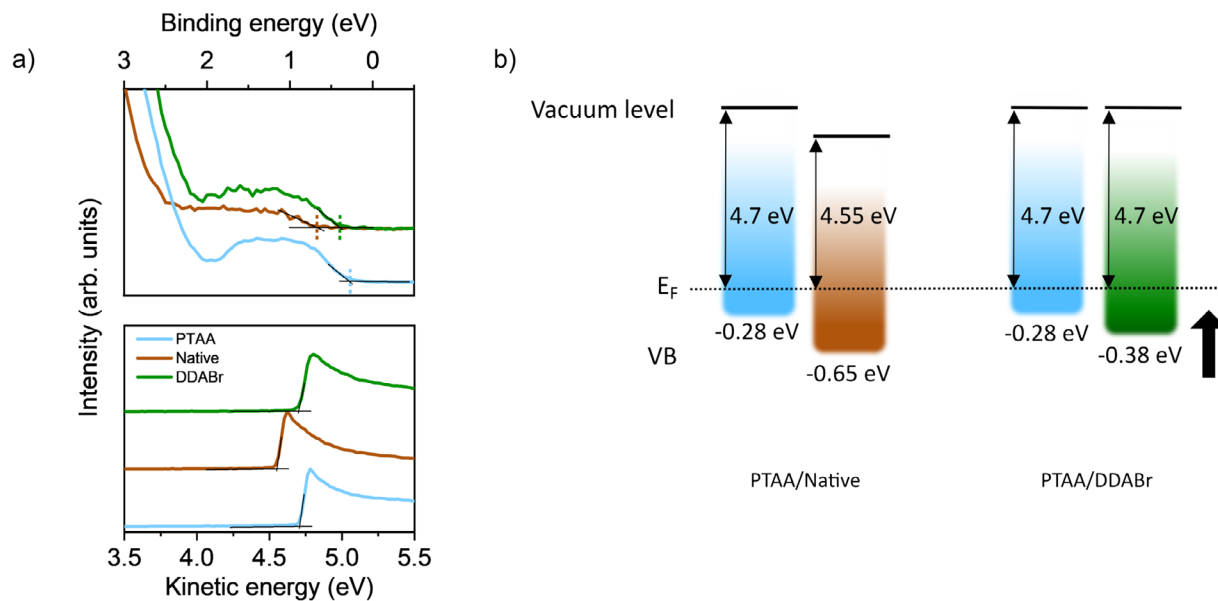 a)
Binding energy (eV)
3 2 1 0
Intensity (arb. units)
PTAA
Native
DDABr
3.5 4.0 4.5 5.0 5.5
Kinetic energy (eV)
b)
Vacuum level
4.7 eV 4.55 eV 4.7 eV 4.7 eV
EF
-0.28 eV -0.28 eV
-0.38 eV
VB
-0.65 eV
PTAA/Native PTAA/DDABr